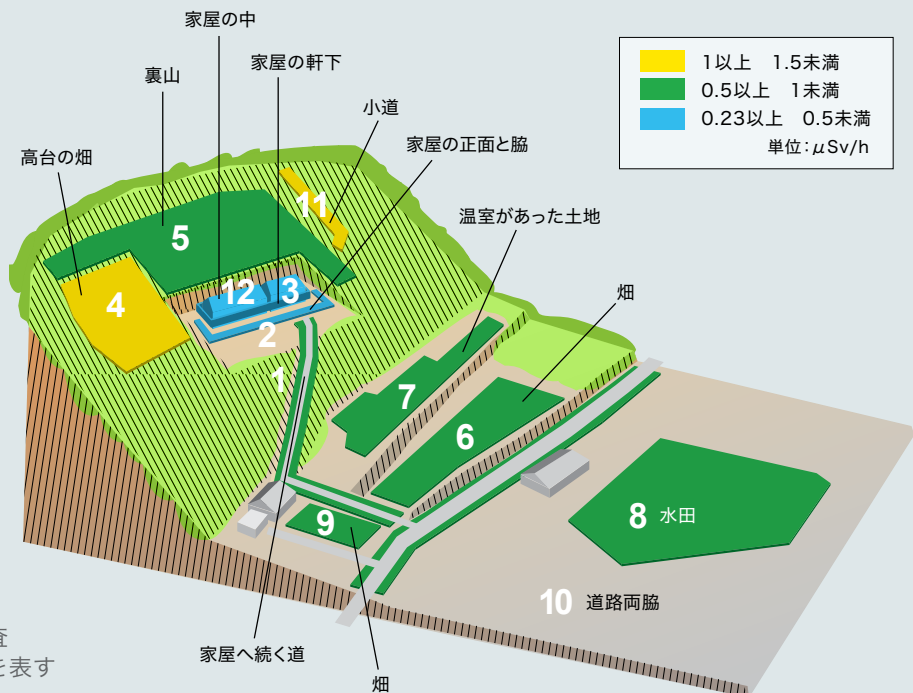 家屋の中
家屋の軒下
裏山
小道
家屋の正面と脇
高台の畑
温室があった土地
畑
1以上 1.5未満
0.5以上 1未満
0.23以上 0.5未満
単位:μSv/h
11
5
12
3
4
2
1
7
6
9
8 水田
10 道路両脇
家屋へ続く道
畑
査
を表す